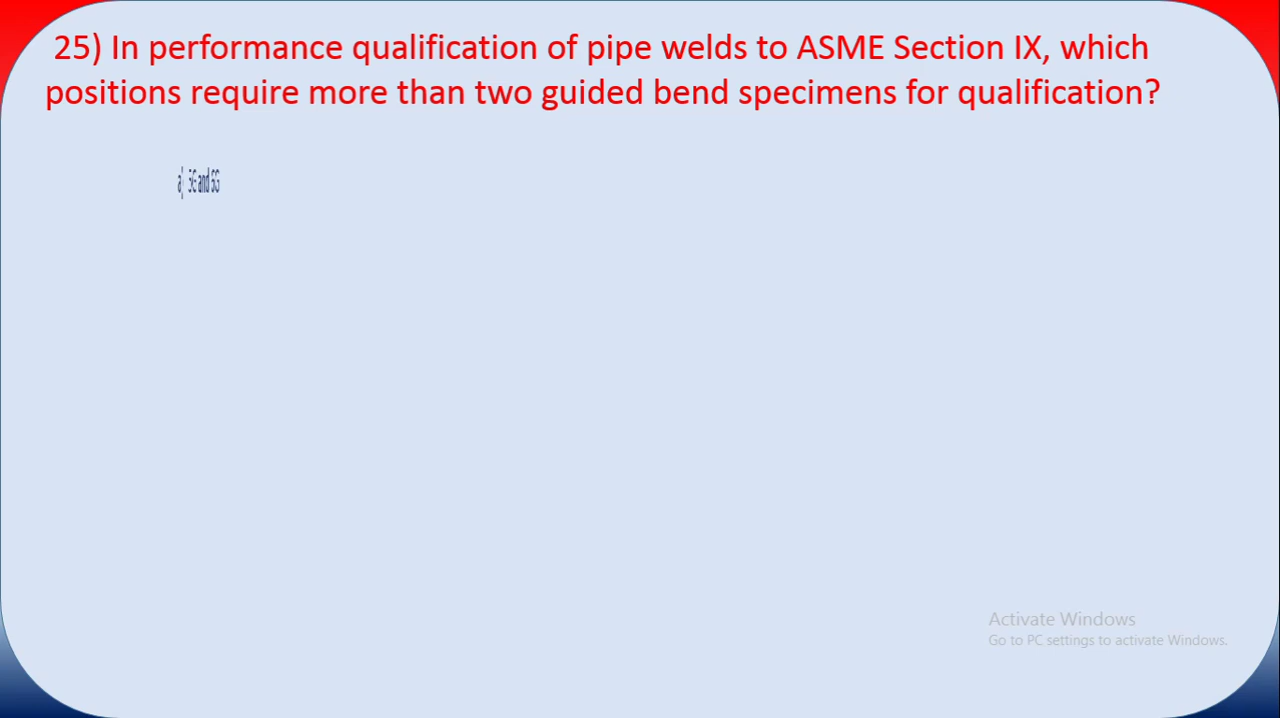 25) In performance qualification of pipe welds to ASME Section IX, which
positions require more than two guided bend specimens for qualification?
a) 5G and 6G
Activate Windows
Go to PC settings to activate Windows.